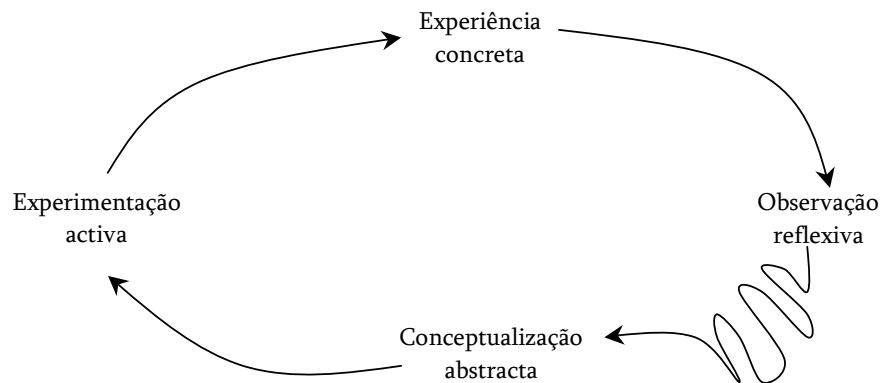 Experiência
concreta
Experimentação
activa
Observação
reflexiva
Conceptualização
abstracta